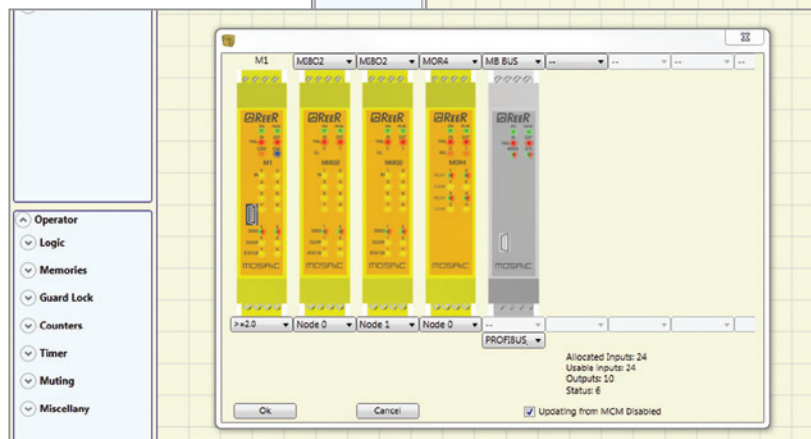 M1 MI8O2 MI8O2 MOR4 MB BUS -- -- -- --
REER REER REER REER REER
M1 MI8O2 MI8O2 MOR4
MOSAIC MOSAIC MOSAIC MOSAIC MOSAIC
>=2.0 Node 0 Node 1 Node 0 --
PROFIBUS,
Allocated Inputs: 24
Usable Inputs: 24
Outputs: 10
Status: 6
Ok Cancel Updating from MCM Disabled
Operator
Logic
Memories
Guard Lock
Counters
Timer
Muting
Miscellany